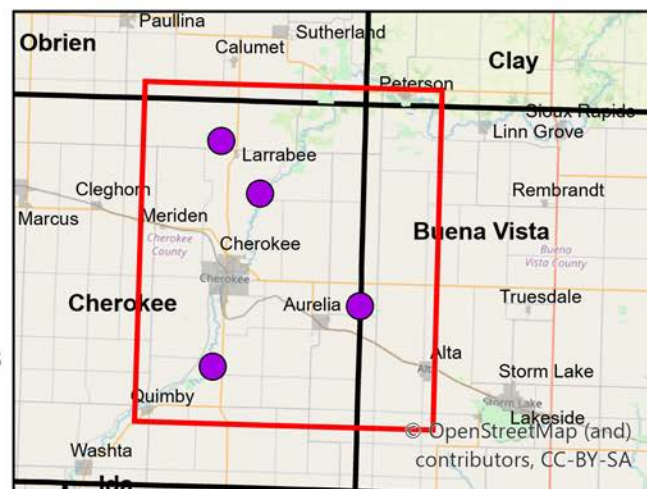 Paullina
Sutherland
Obrien
Calumet
Clay
Peterson
Sioux Rapids
Linn Grove
Larrabee
Cleghorn
Rembrandt
Marcus
Meriden
Cherokee
County
Cherokee
Buena Vista
Buena
Vista County
Cherokee
Cherokee
Aurelia
Truesdale
Alta
Alta
Storm Lake
Quimby
Storm Lake
Lakeside
© OpenStreetMap (and)
contributors, CC-BY-SA
Washta
Ida